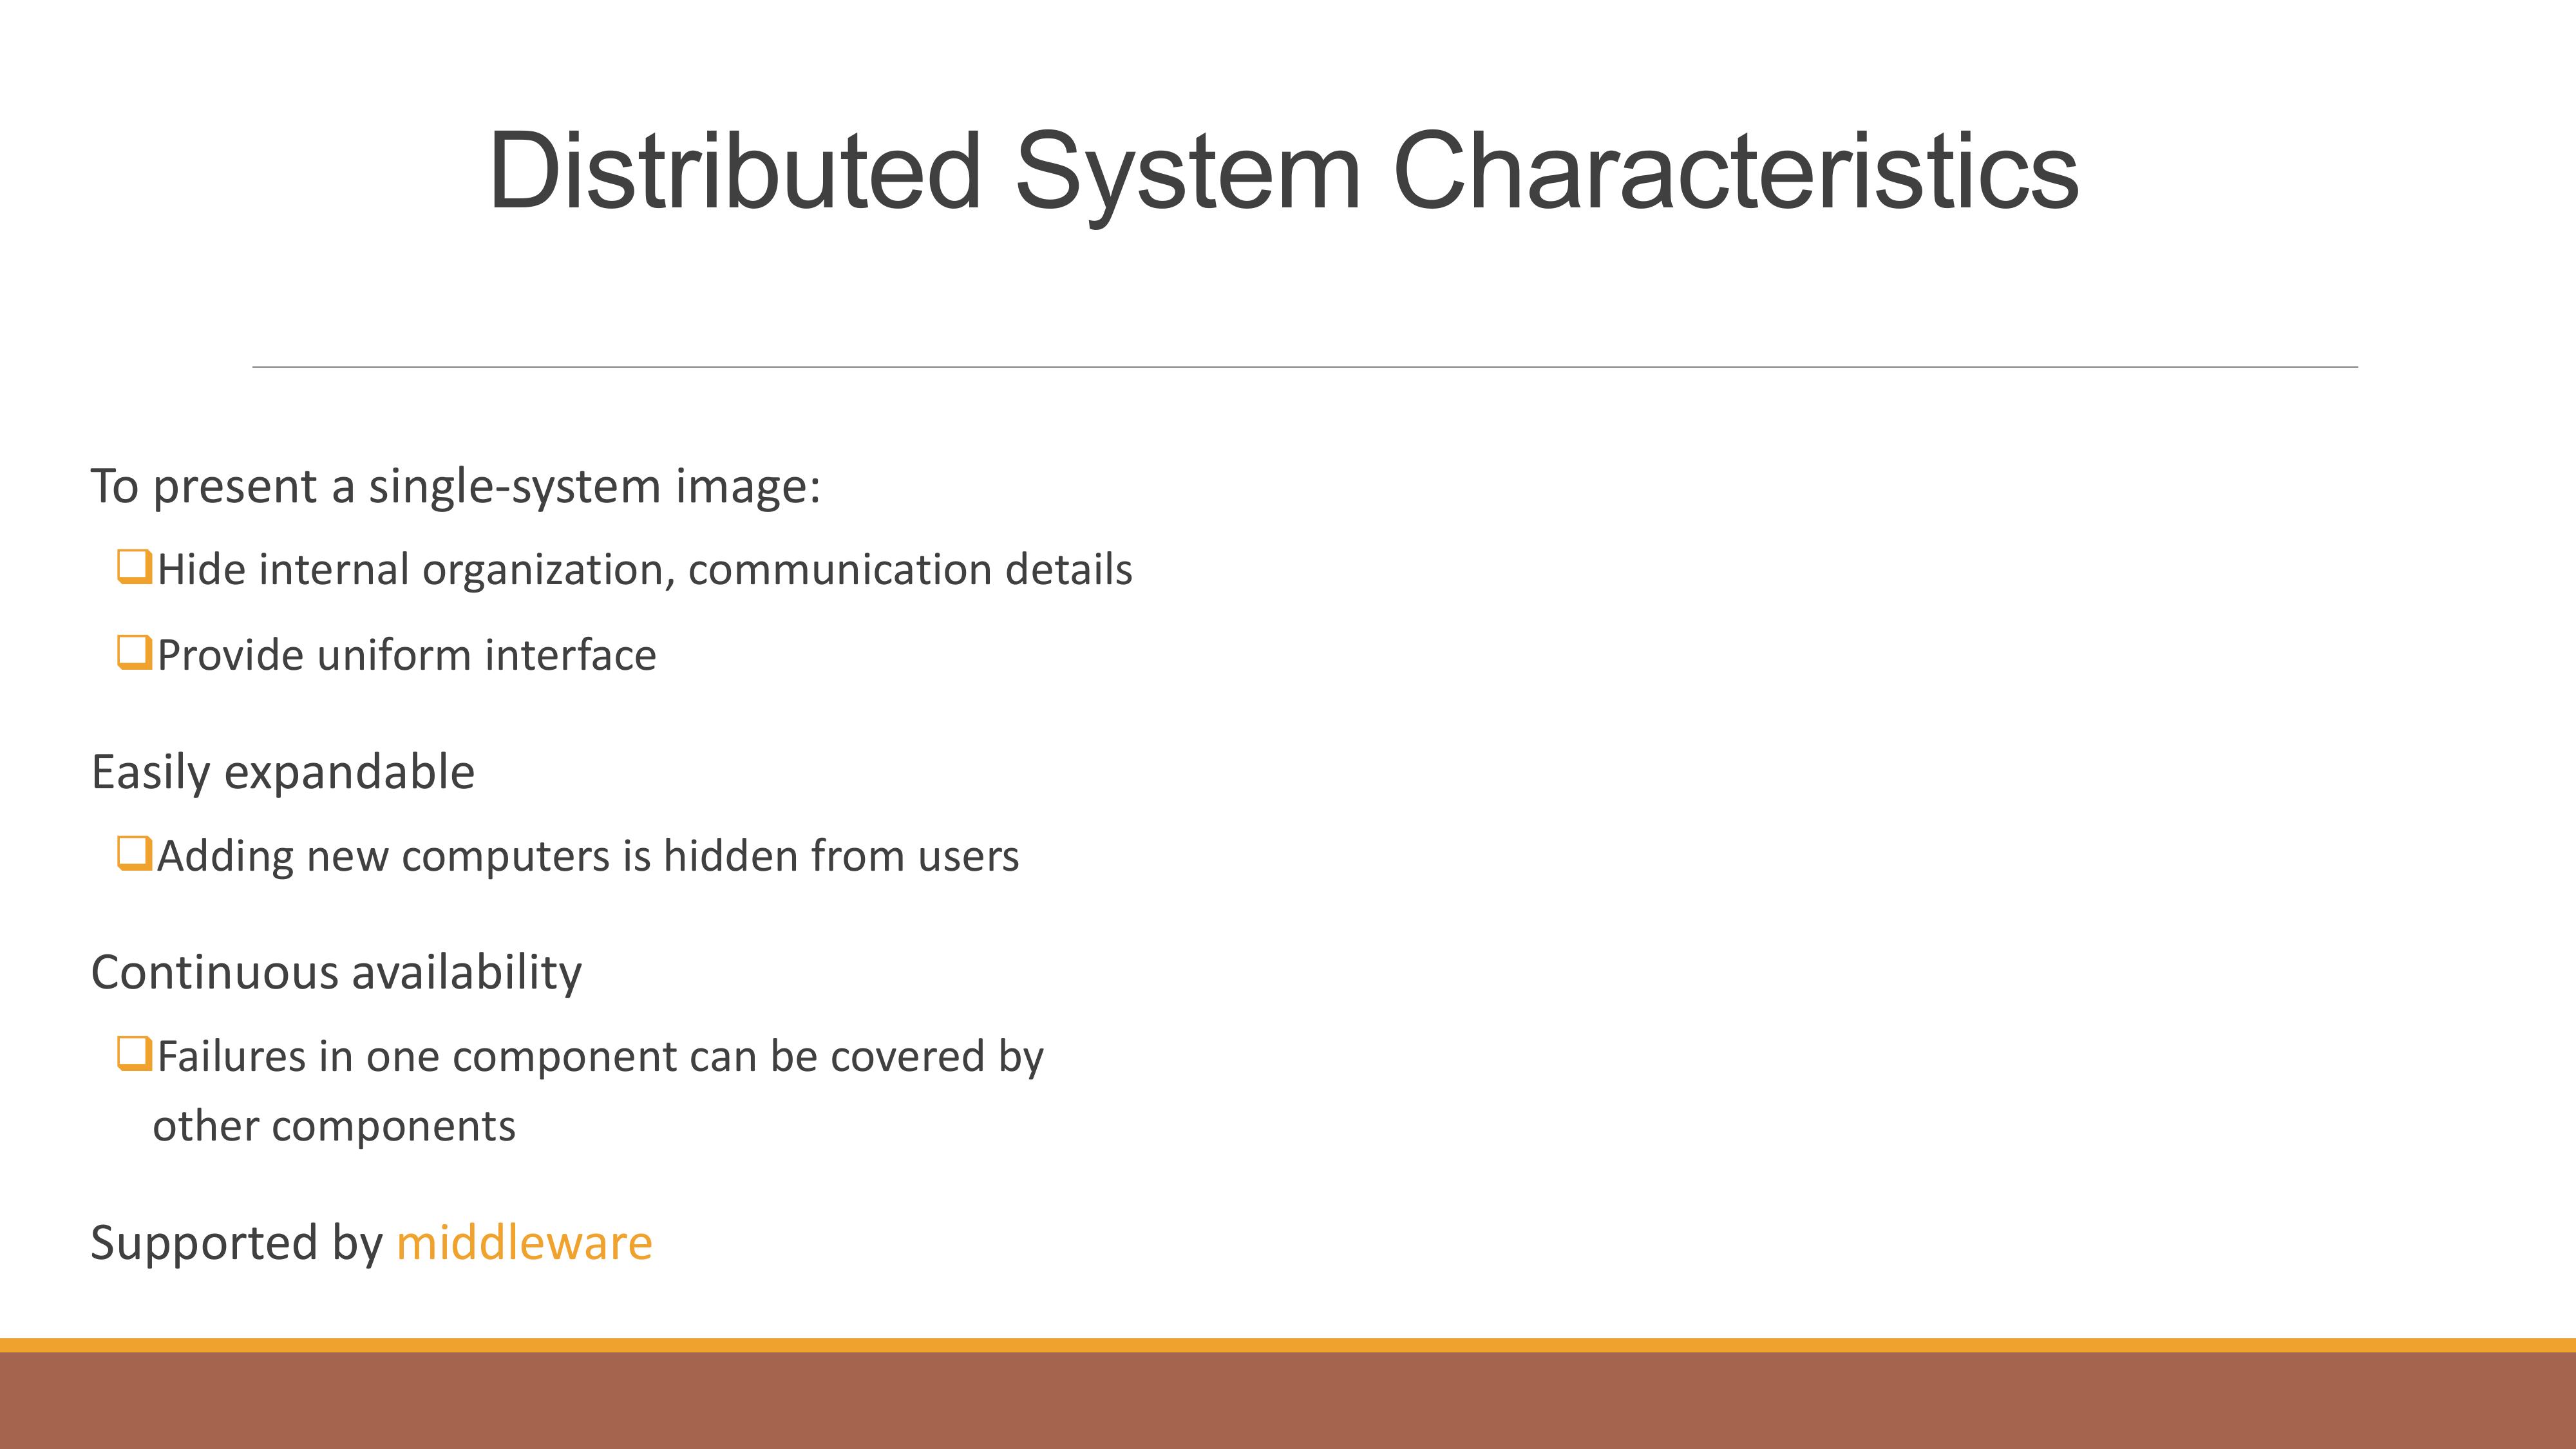 Distributed System Characteristics
To present a single-system image:
❑Hide internal organization, communication details
❑Provide uniform interface
Easily expandable
❑Adding new computers is hidden from users
Continuous availability
❑Failures in one component can be covered by
other components
Supported by middleware